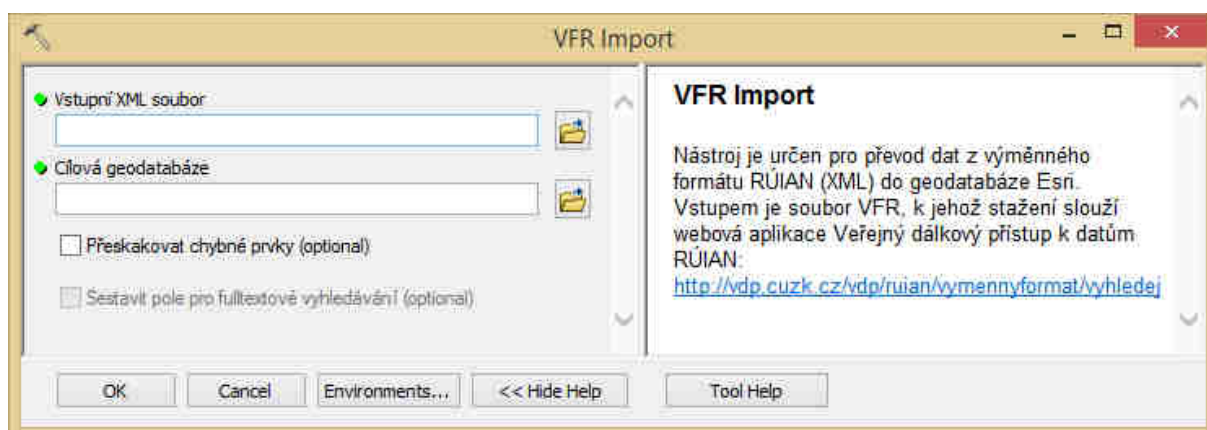 VFR Import
Vstupní XML soubor
Cílová geodatabáze
Přeskakovat chybné prvky (optional)
Sestavit pole pro fulltextové vyhledávání (optional)
VFR Import
Nástroj je určen pro převod dat z výměnného
formátu RÚIAN (XML) do geodatabáze Esri.
Vstupem je soubor VFR, k jehož stažení slouží
webová aplikace Veřejný dálkový přístup k datům
RÚIAN:
http://vdp.cuzk.cz/vdp/ruian/vymennyformat/vyhledej
OK
Cancel
Environments...
<< Hide Help
Tool Help